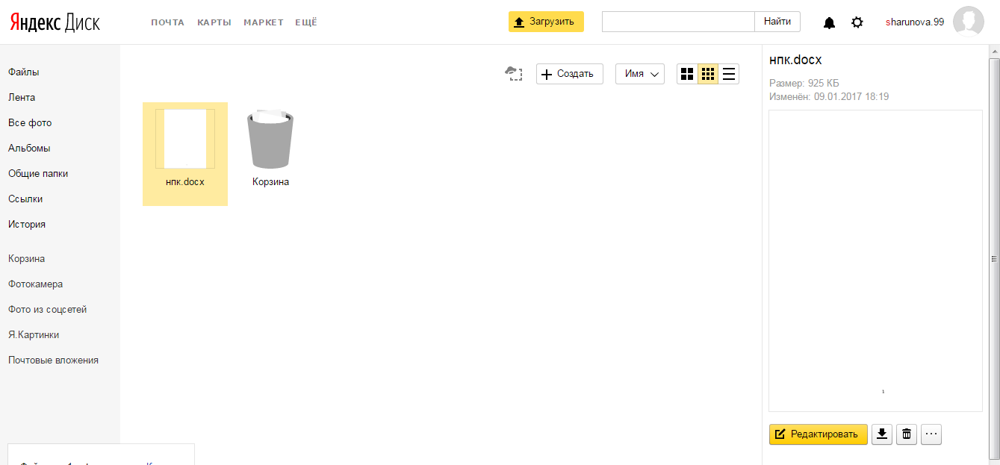 Яндекс Диск
ПОЧТА КАРТЫ МАРКЕТ ЕЩЁ
Загрузить
Найти
sharunova.99
Файлы
Лента
Все фото
Альбомы
Общие папки
Ссылки
История
Корзина
Фотокамера
Фото из соцсетей
Я.Картинки
Почтовые вложения
Создать
Имя
нпк.docx
Корзина
нпк.docx
Размер: 925 КБ
Изменён: 09.01.2017 18:19
1
Редактировать